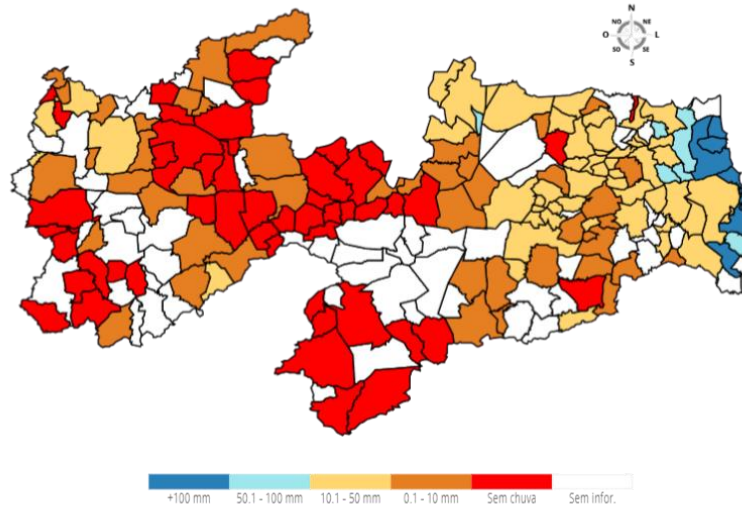 N
NO NE
O L
SO SE
S
+100 mm 50.1 - 100 mm 10.1 - 50 mm 0.1 - 10 mm Sem chuva Sem infor.